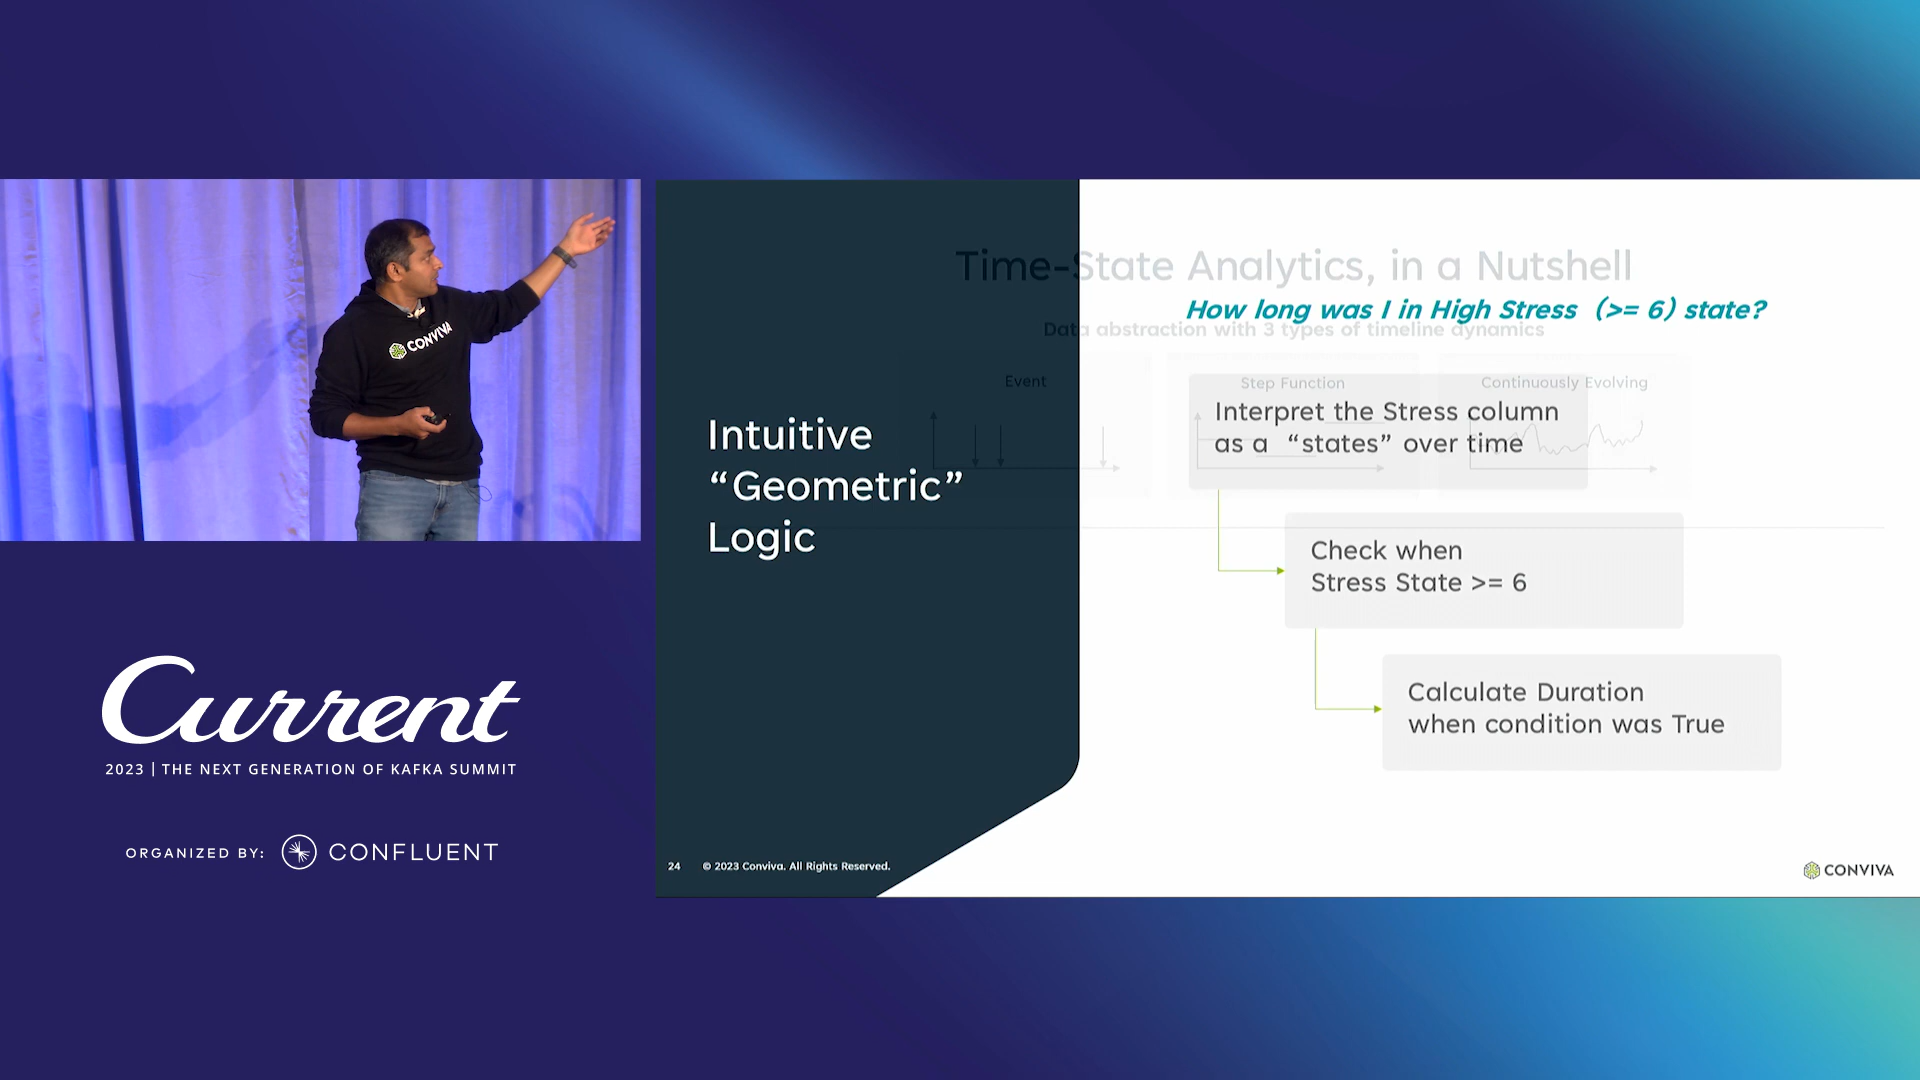 CONVIVA
Current
2023 | THE NEXT GENERATION OF KAFKA SUMMIT
ORGANIZED BY: CONFLUENT
Time-State Analytics, in a Nutshell
How long was I in High Stress (>= 6) state?
Data abstraction with 3 types of timeline dynamics
Event
Step Function
Continuously Evolving
Intuitive
“Geometric”
Logic
Interpret the Stress column
as a “states” over time
Check when
Stress State >= 6
Calculate Duration
when condition was True
24 © 2023 Conviva. All Rights Reserved.
CONVIVA